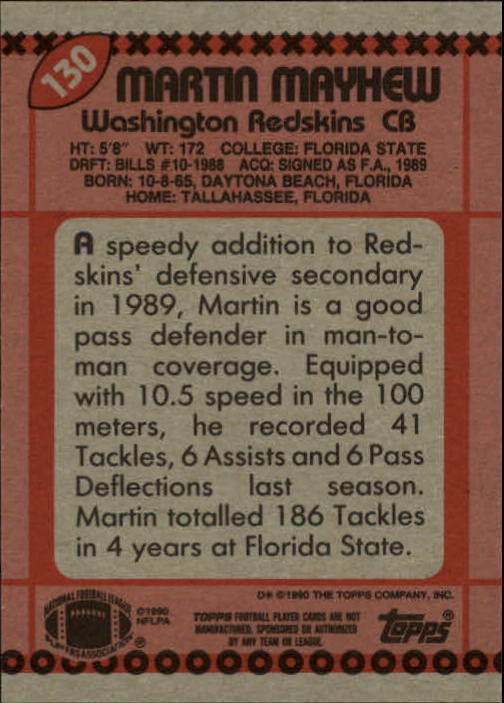 130
MARTIN MAYHEW
Washington Redskins CB
HT: 5'8" WT: 172 COLLEGE: FLORIDA STATE
DRFT: BILLS #10-1988 ACQ: SIGNED AS F.A., 1989
BORN: 10-8-65, DAYTONA BEACH, FLORIDA
HOME: TALLAHASSEE, FLORIDA
A speedy addition to Red-
skins' defensive secondary
in 1989, Martin is a good
pass defender in man-to-
man coverage. Equipped
with 10.5 speed in the 100
meters, he recorded 41
Tackles, 6 Assists and 6 Pass
Deflections last season.
Martin totalled 186 Tackles
in 4 years at Florida State.
D* ©1990 THE TOPPS COMPANY, INC.
NATIONAL FOOTBALL LEAGUE
PLAYERS ASSOCIATION ®
©1990
NFLPA
TOPPS FOOTBALL PLAYER CARDS ARE NOT
MANUFACTURED, SPONSORED OR AUTHORIZED
BY ANY TEAM OR LEAGUE.
topps®